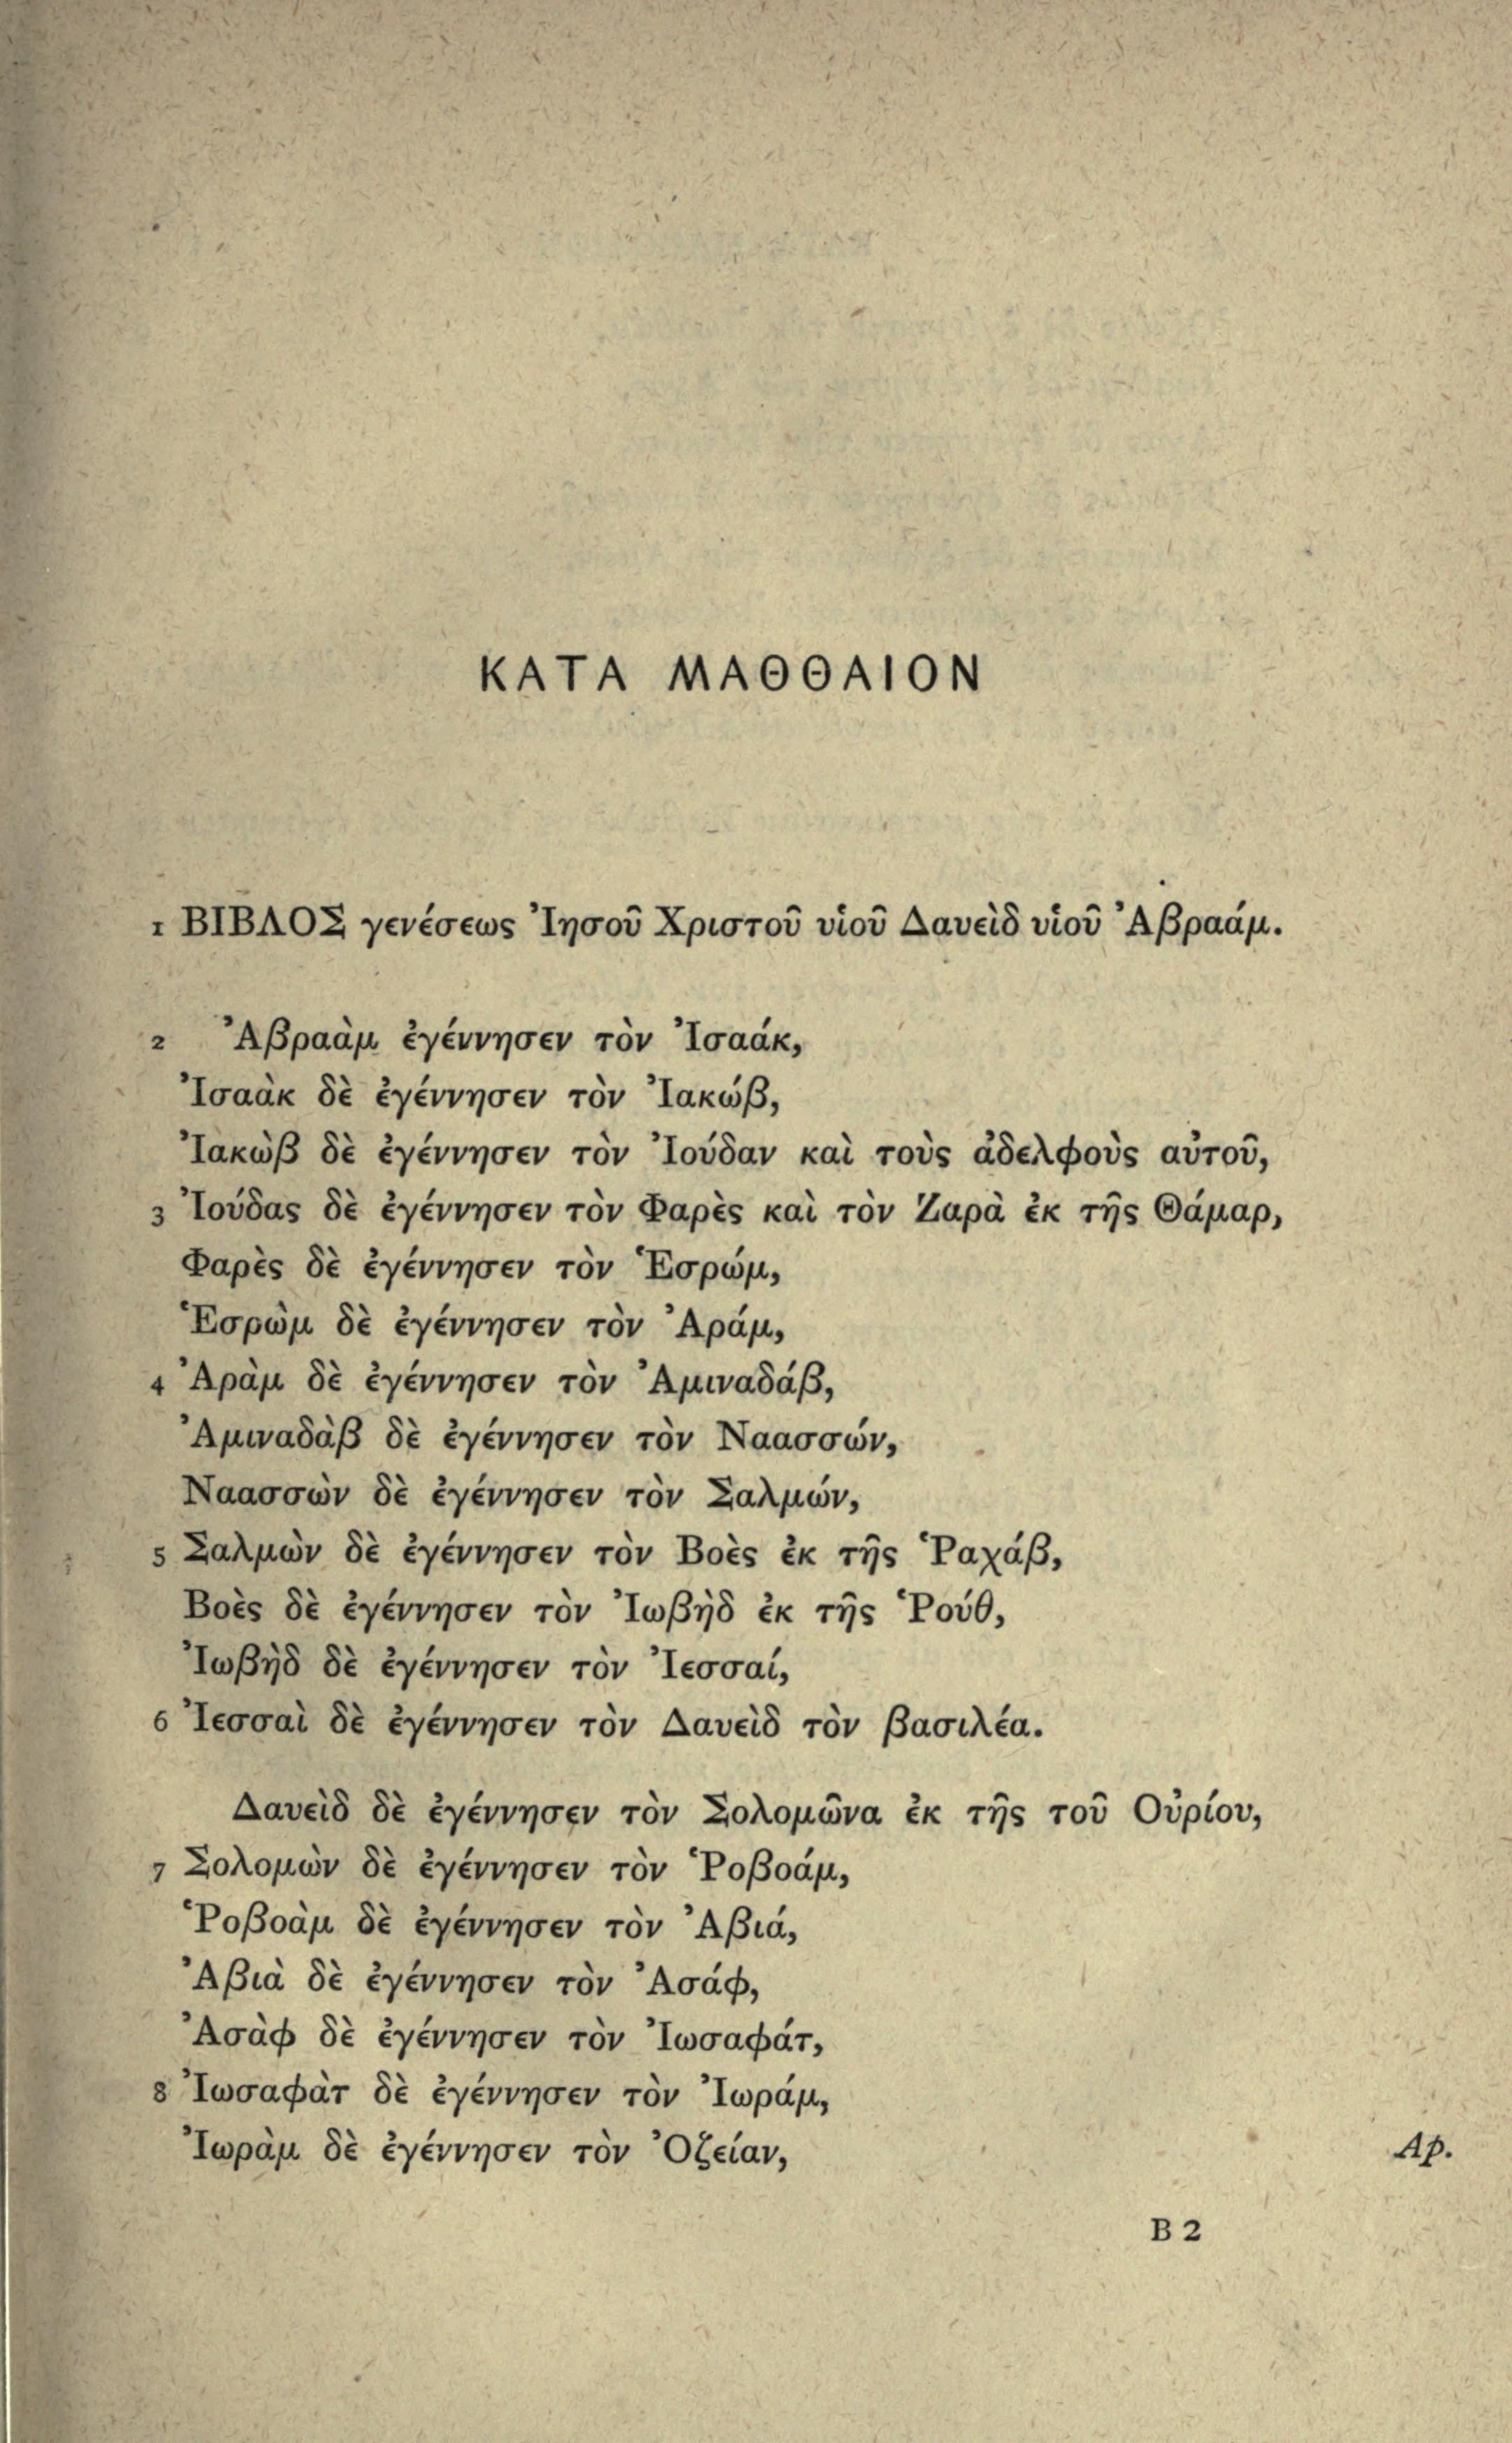 ΚΑΤΑ ΜΑΘΘΑΙΟΝ
1 ΒΙΒΛΟΣ γενέσεως Ἰησοῦ Χριστοῦ υἱοῦ Δαυεὶδ υἱοῦ Ἀβραάμ.
2 Ἀβραὰμ ἐγέννησεν τὸν Ἰσαάκ,
Ἰσαὰκ δὲ ἐγέννησεν τὸν Ἰακώβ,
Ἰακὼβ δὲ ἐγέννησεν τὸν Ἰούδαν καὶ τοὺς ἀδελφοὺς αὐτοῦ,
3 Ἰούδας δὲ ἐγέννησεν τὸν Φαρὲς καὶ τὸν Ζαρὰ ἐκ τῆς Θάμαρ,
Φαρὲς δὲ ἐγέννησεν τὸν Ἑσρώμ,
Ἑσρὼμ δὲ ἐγέννησεν τὸν Ἀράμ,
4 Ἀρὰμ δὲ ἐγέννησεν τὸν Ἀμιναδάβ,
Ἀμιναδὰβ δὲ ἐγέννησεν τὸν Ναασσών,
Ναασσὼν δὲ ἐγέννησεν τὸν Σαλμών,
5 Σαλμὼν δὲ ἐγέννησεν τὸν Βοὲς ἐκ τῆς Ῥαχάβ,
Βοὲς δὲ ἐγέννησεν τὸν Ἰωβὴδ ἐκ τῆς Ῥούθ,
Ἰωβὴδ δὲ ἐγέννησεν τὸν Ἰεσσαί,
6 Ἰεσσαὶ δὲ ἐγέννησεν τὸν Δαυεὶδ τὸν βασιλέα.
Δαυεὶδ δὲ ἐγέννησεν τὸν Σολομῶνα ἐκ τῆς τοῦ Οὐρίου,
7 Σολομὼν δὲ ἐγέννησεν τὸν Ῥοβοάμ,
Ῥοβοὰμ δὲ ἐγέννησεν τὸν Ἀβιά,
Ἀβιὰ δὲ ἐγέννησεν τὸν Ἀσάφ,
Ἀσὰφ δὲ ἐγέννησεν τὸν Ἰωσαφάτ,
8 Ἰωσαφὰτ δὲ ἐγέννησεν τὸν Ἰωράμ,
Ἰωρὰμ δὲ ἐγέννησεν τὸν Ὀζείαν,
Ap.
B 2